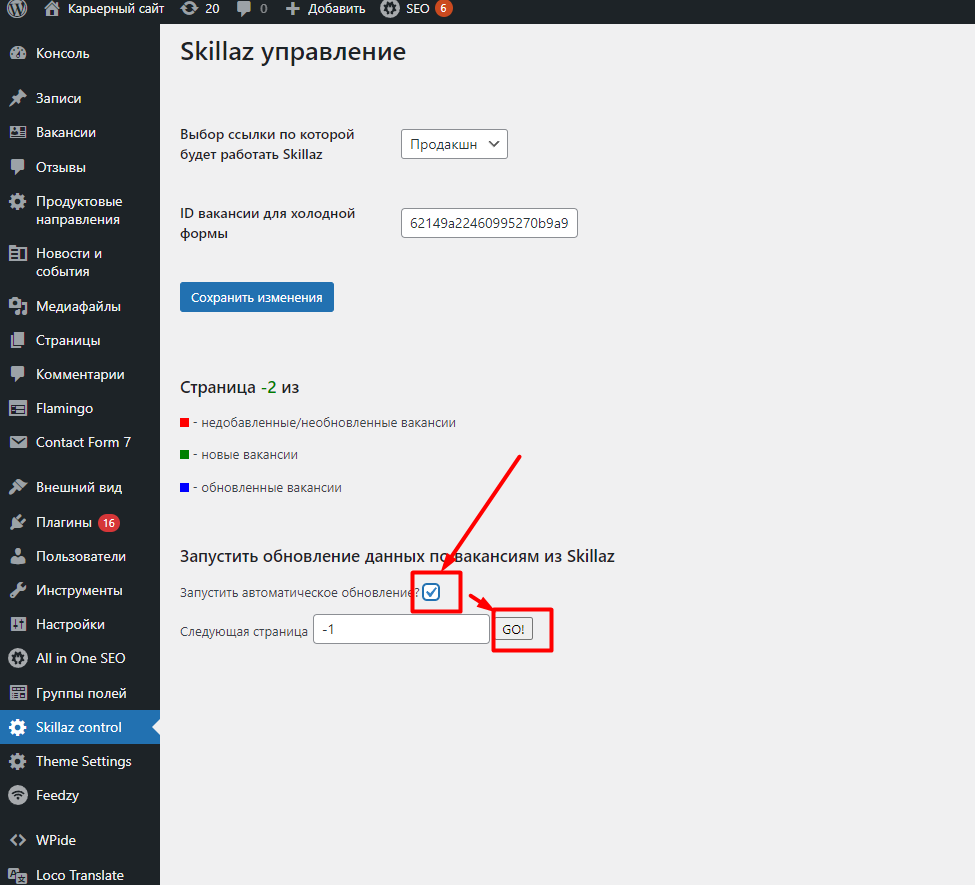 Карьерный сайт 20 0 Добавить SEO 6
Консоль
Записи
Вакансии
Отзывы
Продуктовые
направления
Новости и
события
Медиафайлы
Страницы
Комментарии
Flamingo
Contact Form 7
Внешний вид
Плагины 16
Пользователи
Инструменты
Настройки
All in One SEO
Группы полей
Skillaz control
Theme Settings
Feedzy
WPide
Loco Translate
Skillaz управление
Выбор ссылки по которой
будет работать Skillaz
Продакшн
ID вакансии для холодной
формы
62149a22460995270b9a9
Сохранить изменения
Страница -2 из
- недобавленные/необновленные вакансии
- новые вакансии
- обновленные вакансии
Запустить обновление данных по вакансиям из Skillaz
Запустить автоматическое обновление?
Следующая страница -1 GO!